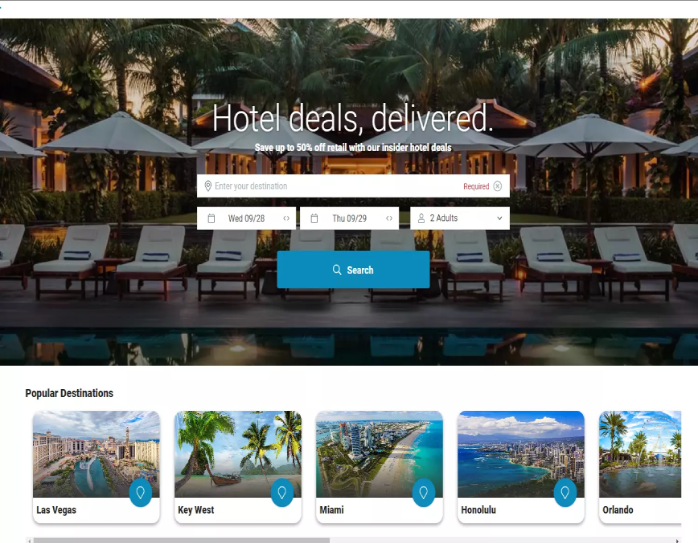 Hotel deals, delivered.
Save up to 50% off retail with our insider hotel deals
Enter your destination Required
Wed 09/28 Thu 09/29 2 Adults
Search
Popular Destinations
Las Vegas Key West Miami Honolulu Orlando